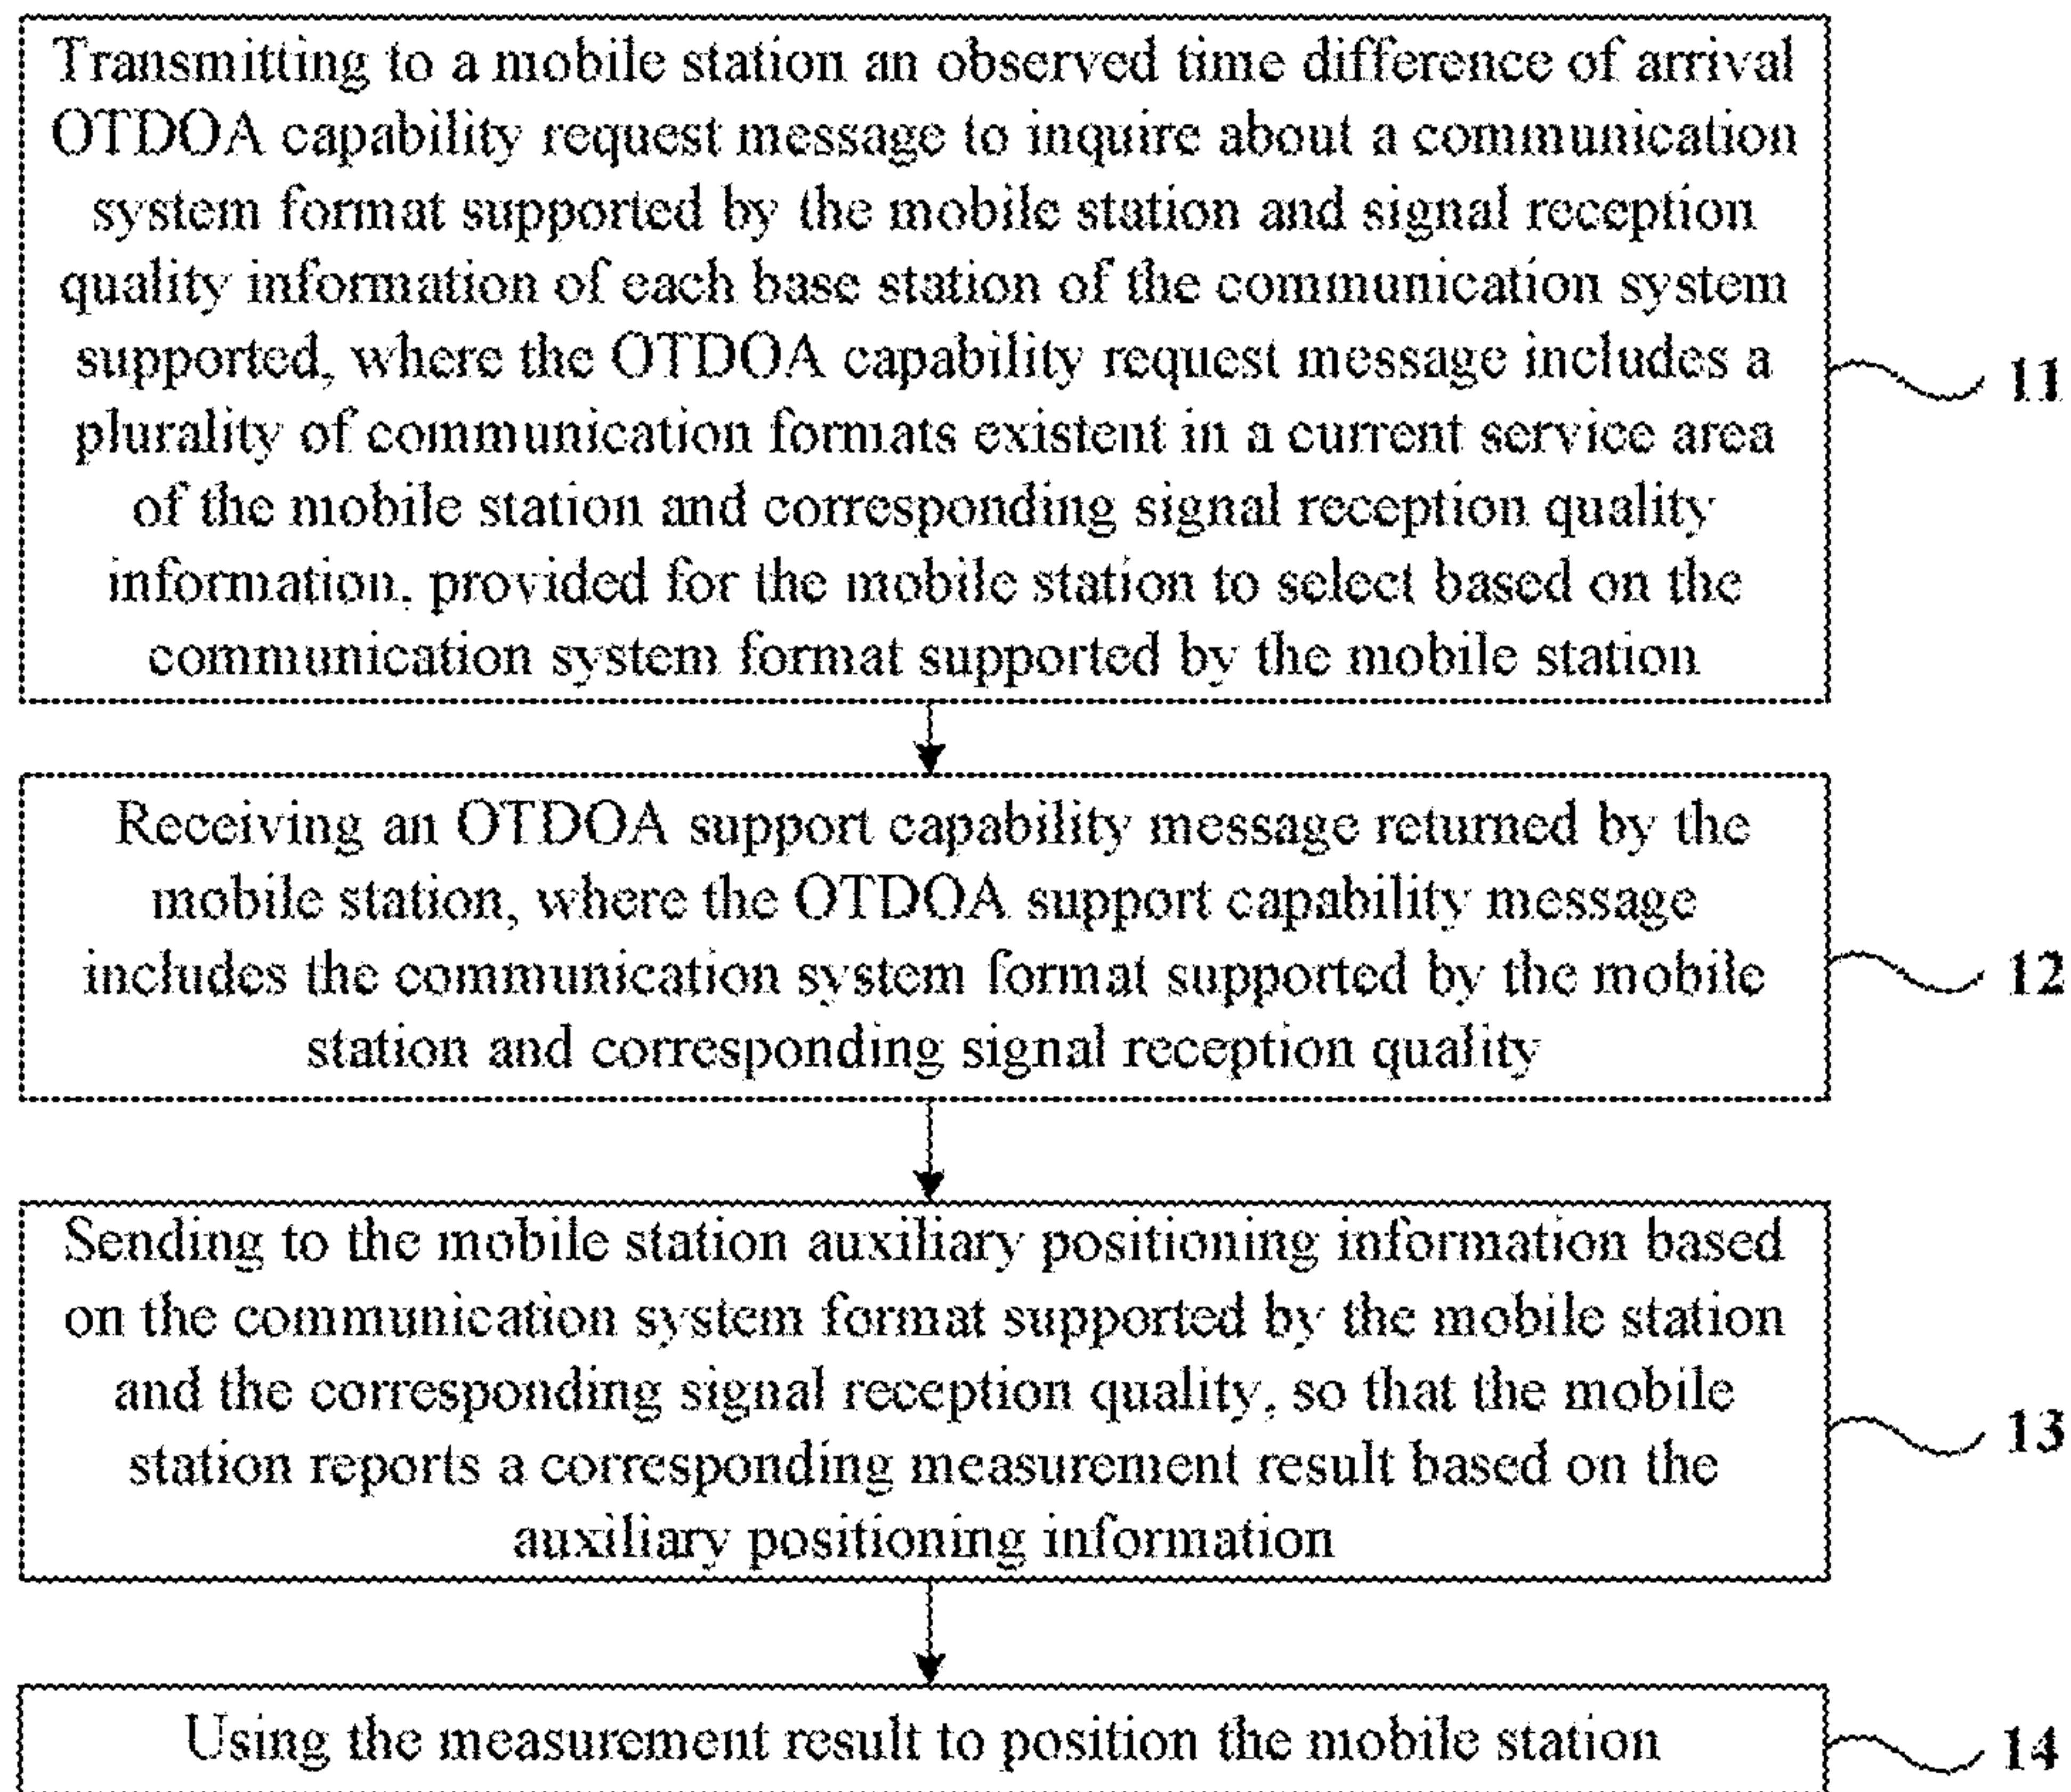 Transmitting to a mobile station an observed time difference of arrival
OTDOA capability request message to inquire about a communication
system format supported by the mobile station and signal reception
quality information of each base station of the communication system
supported, where the OTDOA capability request message includes a
plurality of communication formats existent in a current service area
of the mobile station and corresponding signal reception quality
information, provided for the mobile station to select based on the
communication system format supported by the mobile station
11
Receiving an OTDOA support capability message returned by the
mobile station, where the OTDOA support capability message
includes the communication system format supported by the mobile
station and corresponding signal reception quality
12
Sending to the mobile station auxiliary positioning information based
on the communication system format supported by the mobile station
and the corresponding signal reception quality, so that the mobile
station reports a corresponding measurement result based on the
auxiliary positioning information
13
Using the measurement result to position the mobile station
14